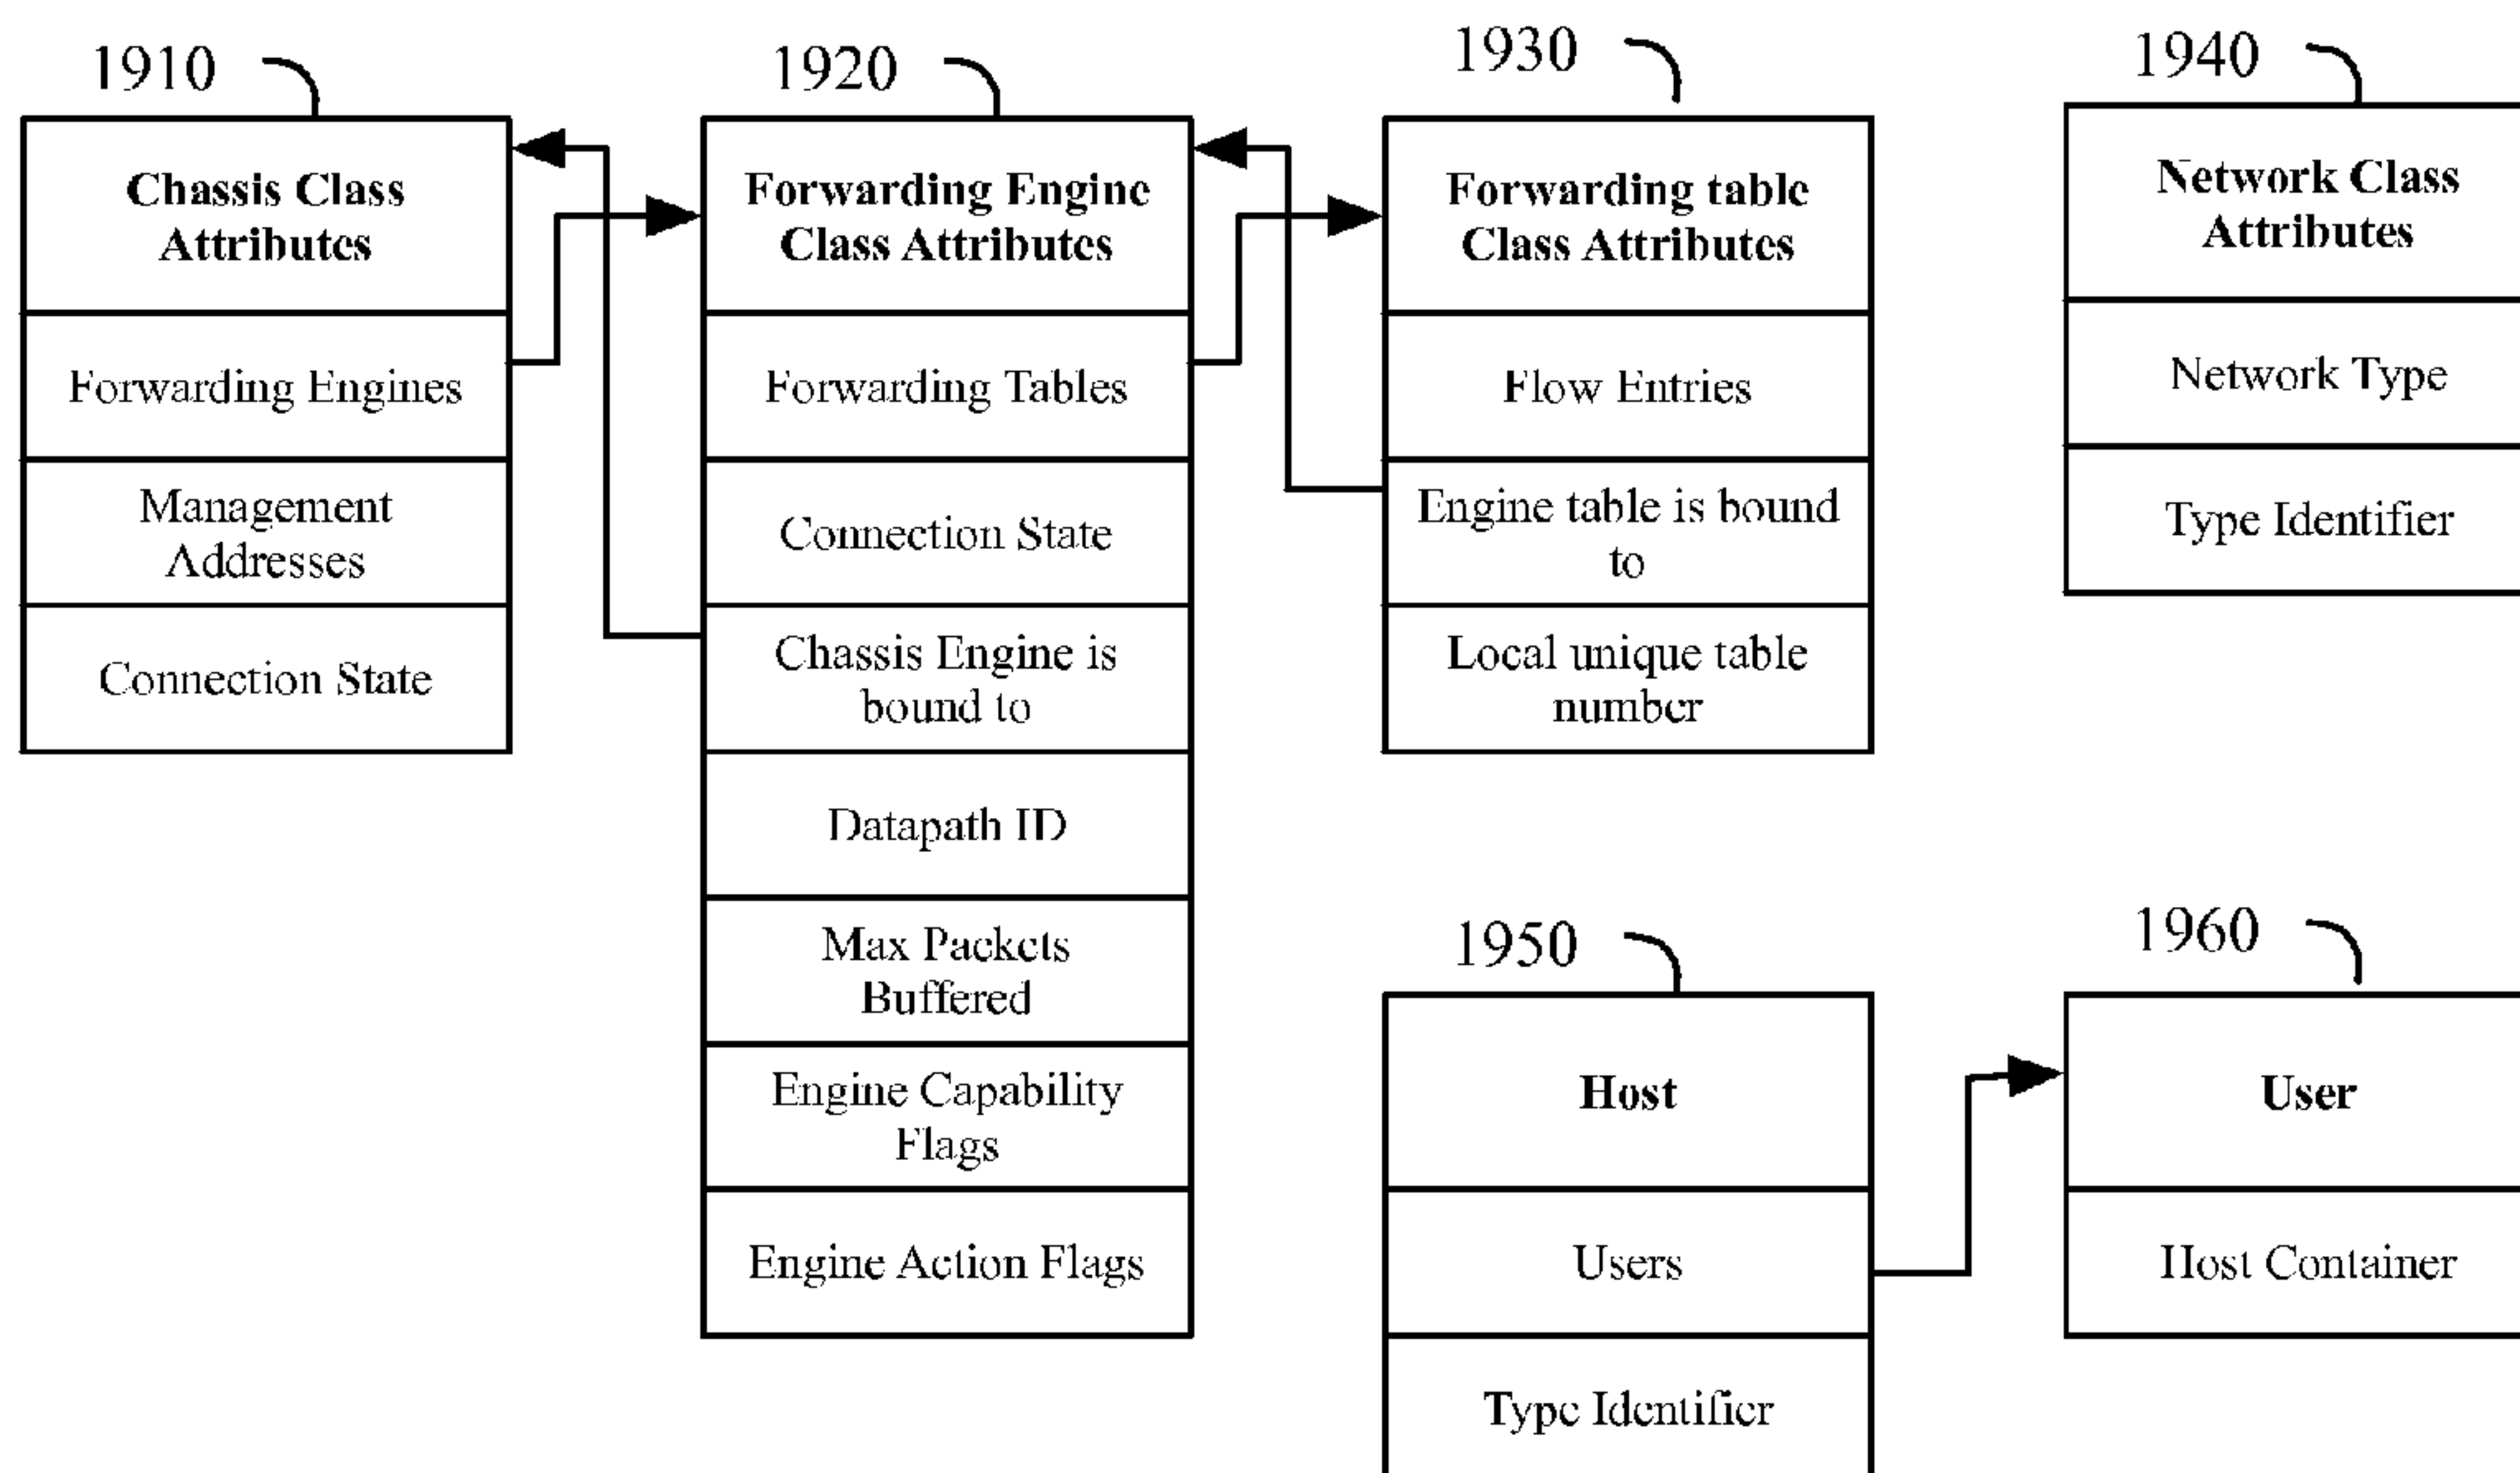 1910
Chassis Class
Attributes
Forwarding Engines
Management
Addresses
Connection State
1920
Forwarding Engine
Class Attributes
Forwarding Tables
Connection State
Chassis Engine is
bound to
Datapath ID
Max Packets
Buffered
Engine Capability
Flags
Engine Action Flags
1930
Forwarding table
Class Attributes
Flow Entries
Engine table is bound
to
Local unique table
number
1940
Network Class
Attributes
Network Type
Type Identifier
1950
Host
Users
Type Identifier
1960
User
Host Container